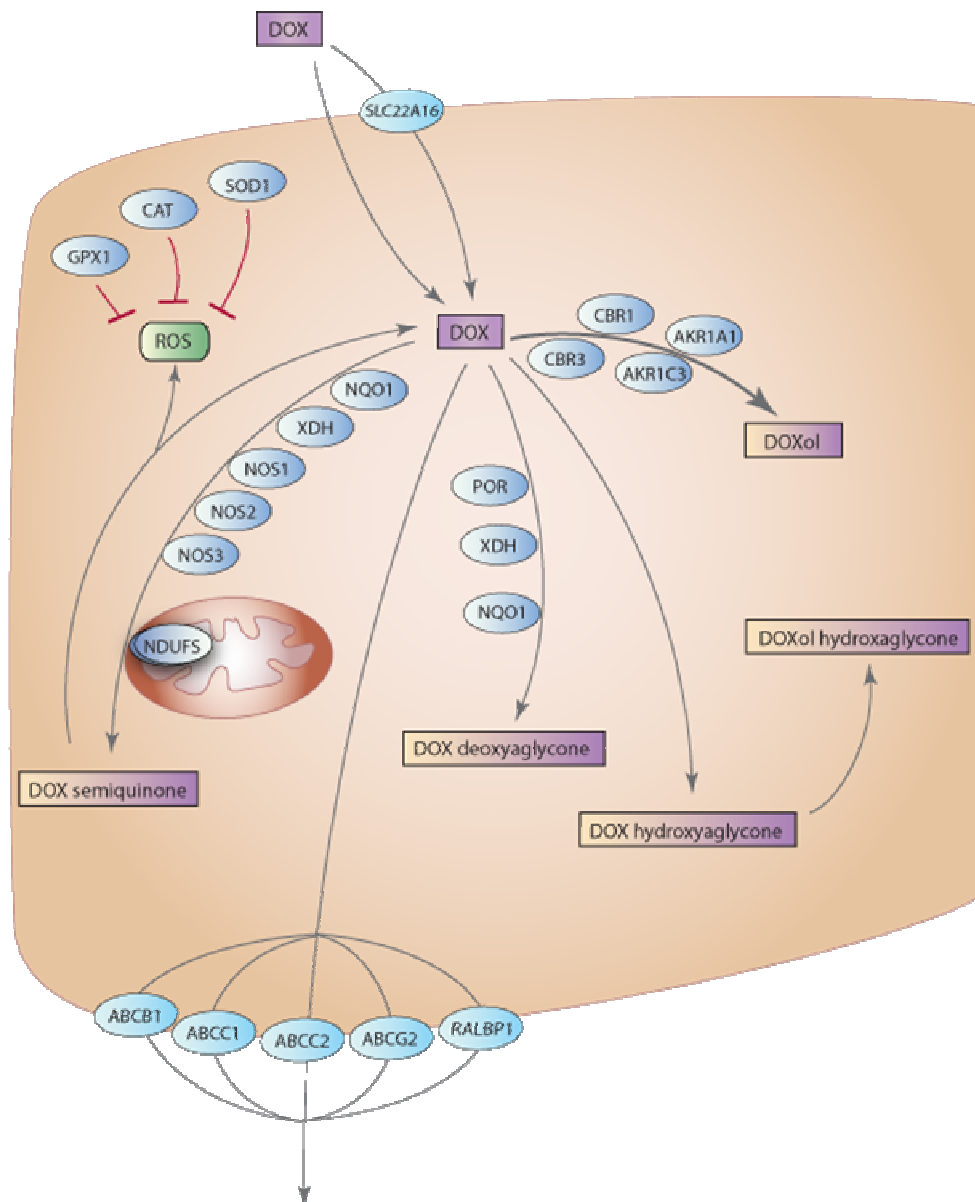 DOX
SLC22A16
SOD1
CAT
GPX1
ROS
DOX
CBR1
AKR1A1
CBR3
AKR1C3
DOXol
NQO1
XDH
NOS1
NOS2
NOS3
NDUFS
POR
XDH
NQO1
DOXol hydroxaglycone
DOX deoxyaglycone
DOX semiquinone
DOX hydroxyaglycone
ABCB1
ABCC1
ABCC2
ABCG2
RALBP1